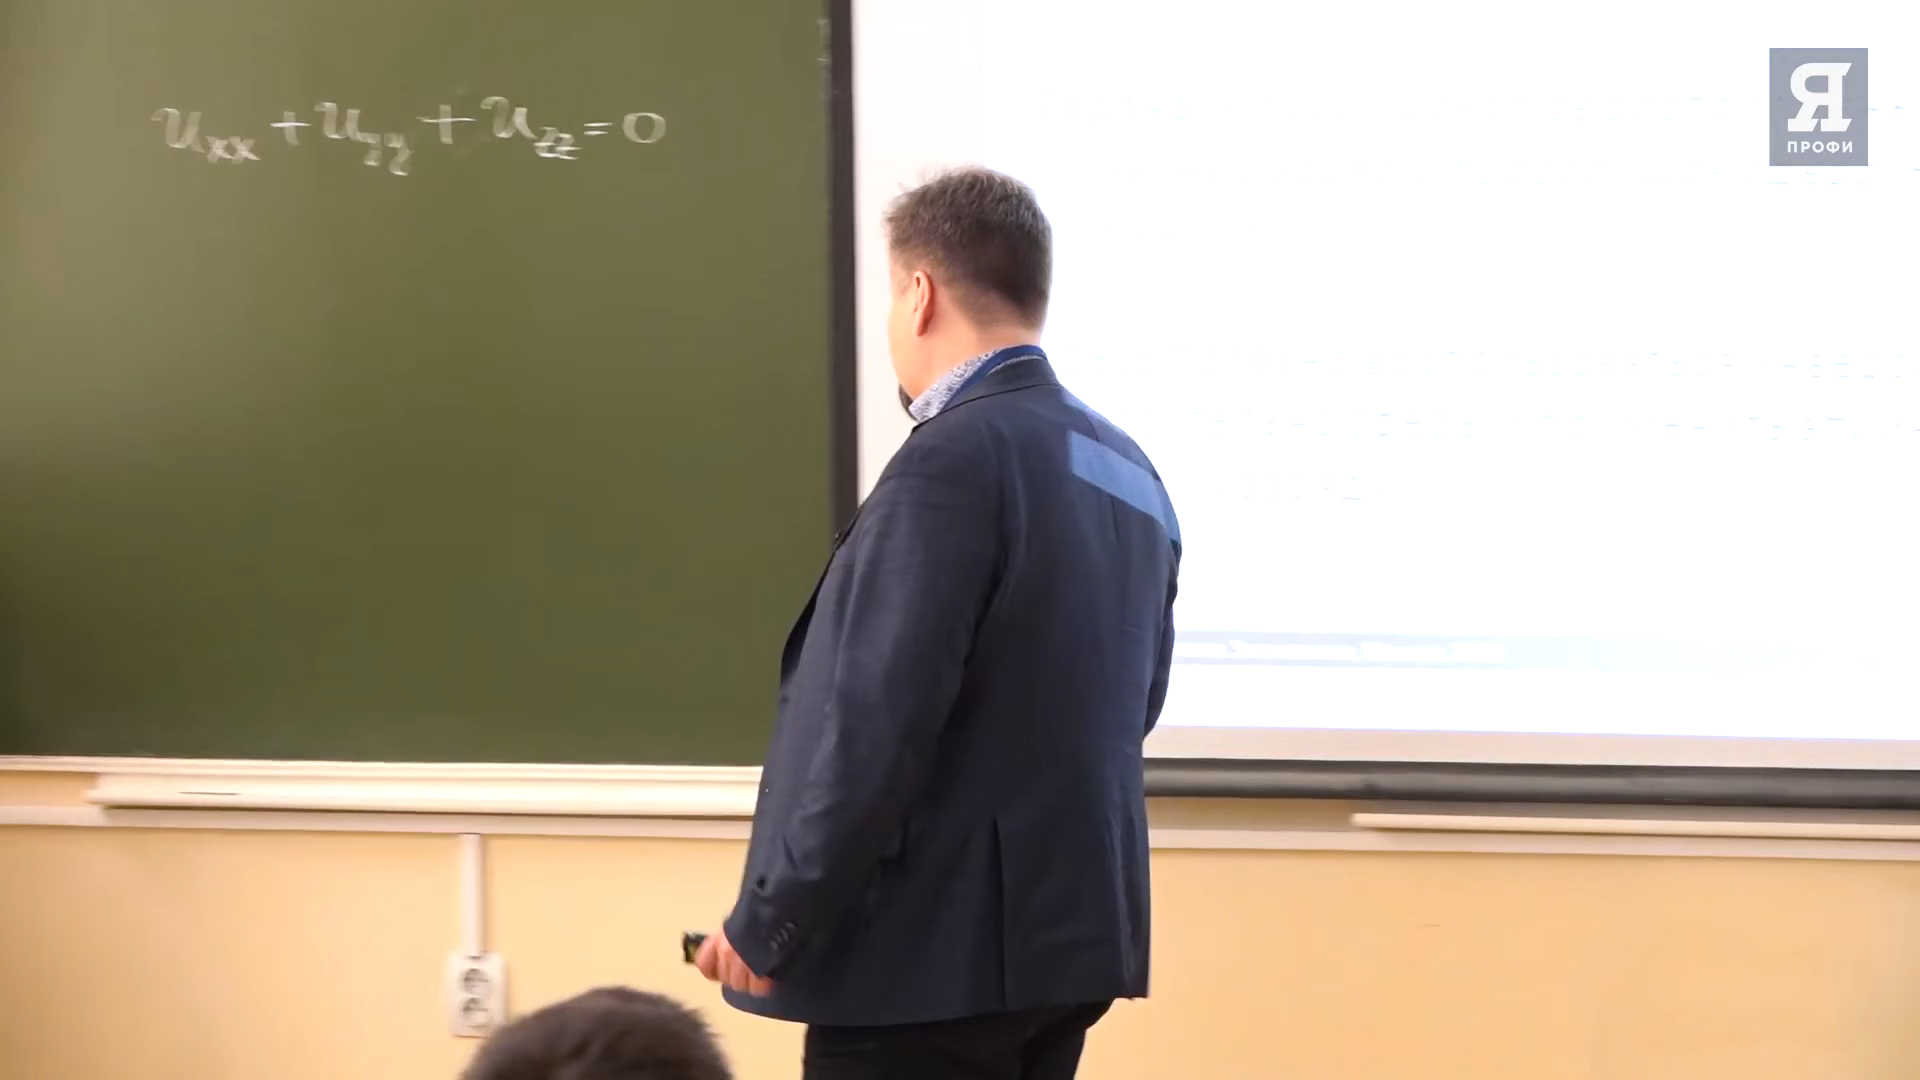 u_xx + u_yy + u_zz = 0
Я
ПРОФИ